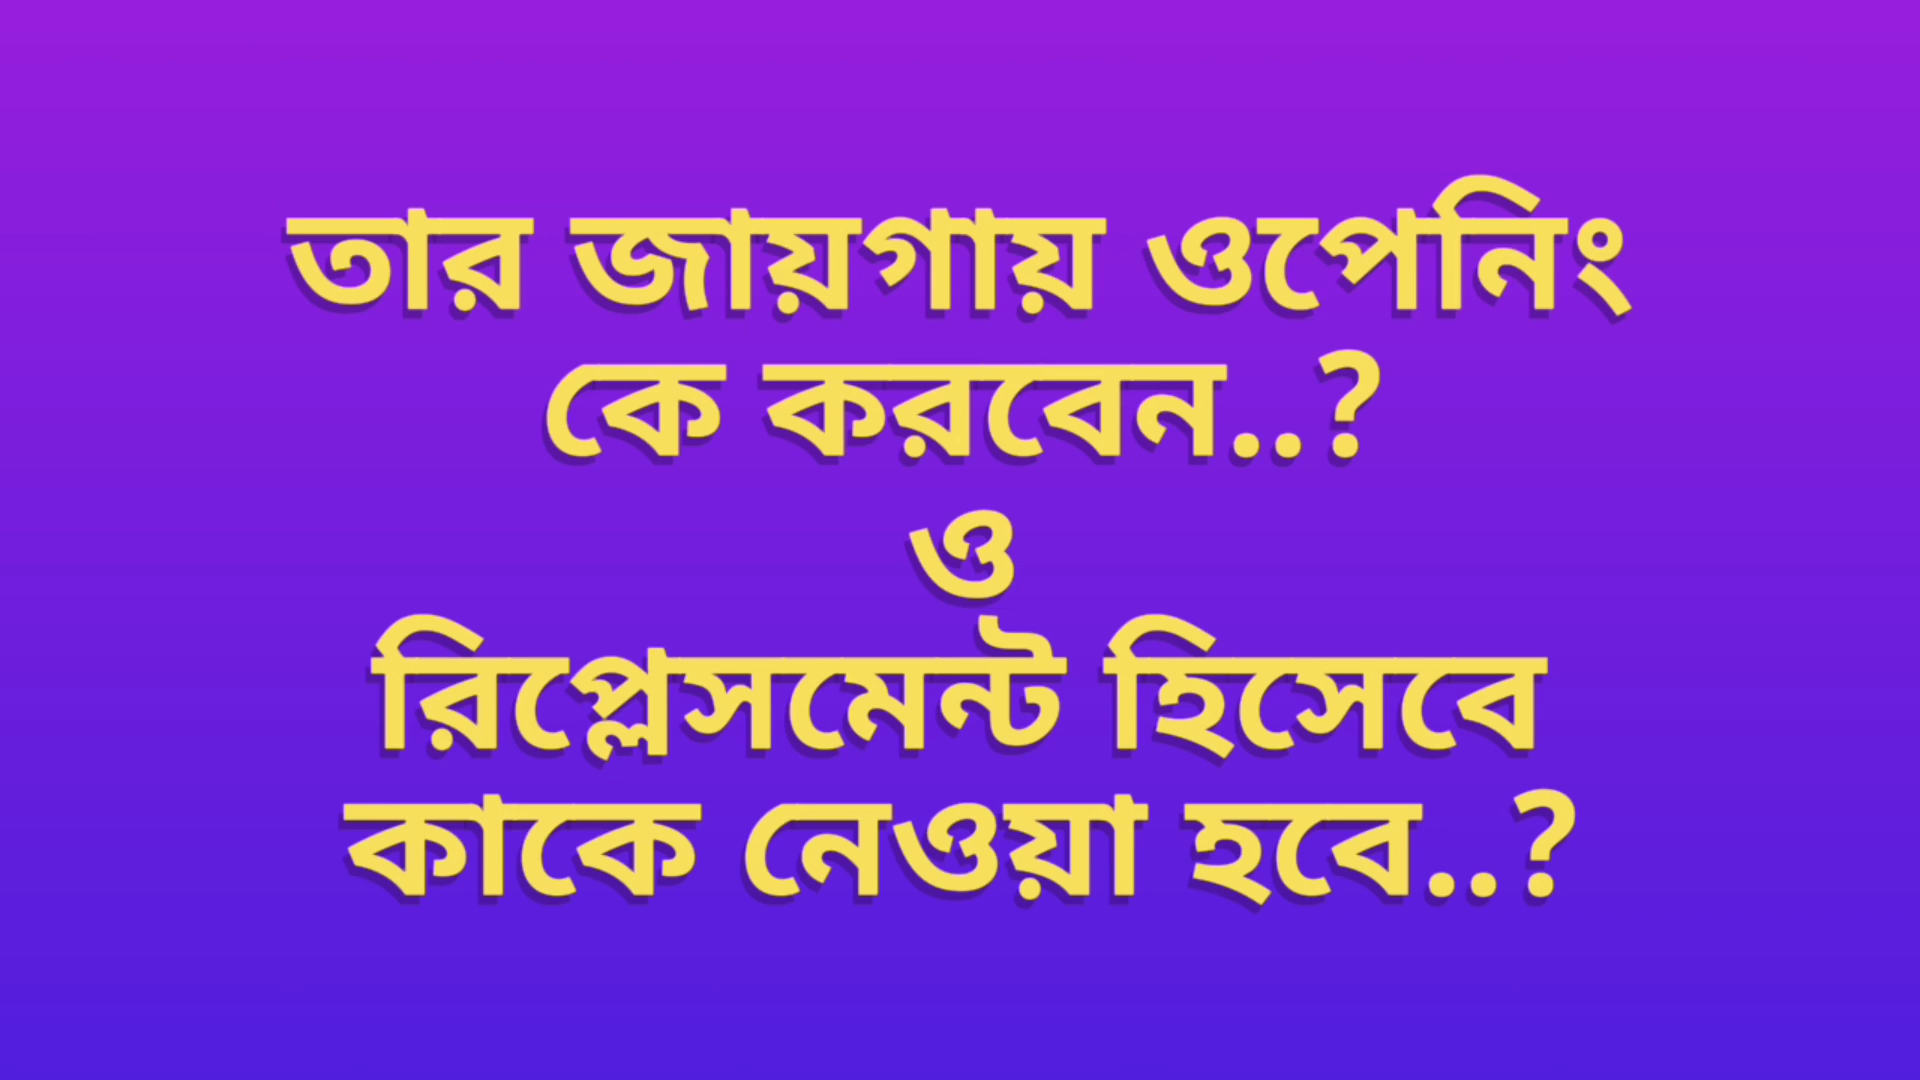 তার জায়গায় ওপেনিং
কে করবেন..?
ও
রিপ্লেসমেন্ট হিসেবে
কাকে নেওয়া হবে..?